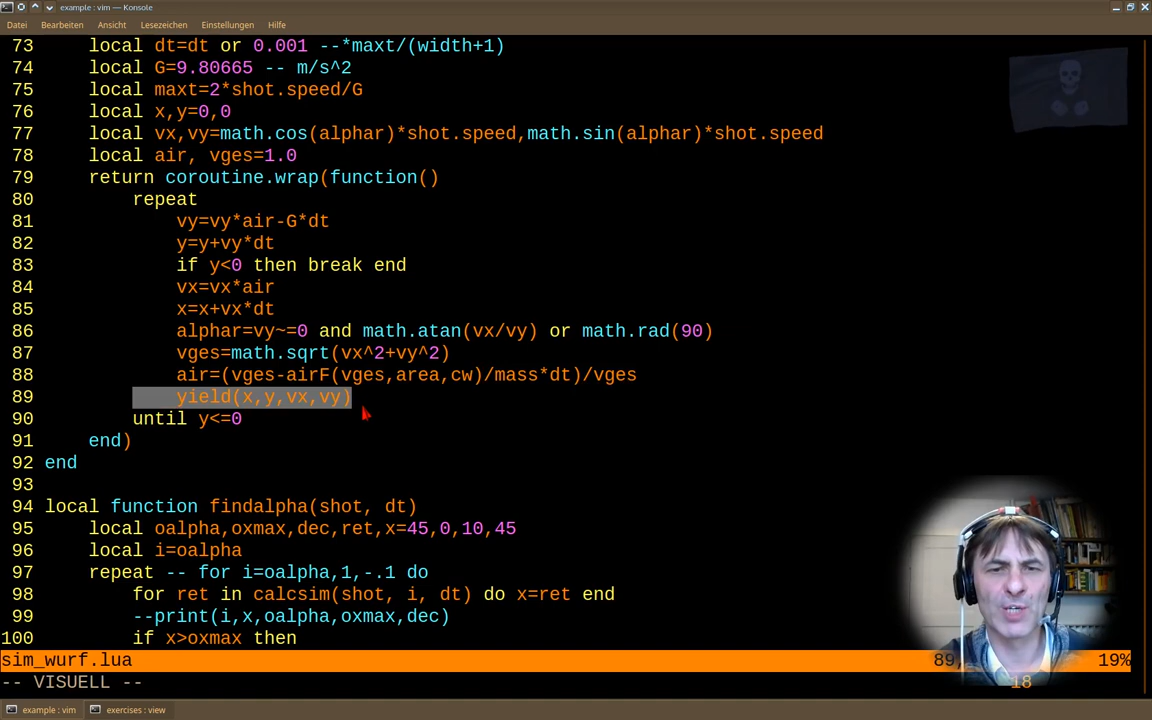 example : vim — Konsole
Datei Bearbeiten Ansicht Lesezeichen Einstellungen Hilfe
73     local dt=dt or 0.001 --*maxt/(width+1)
74     local G=9.80665 -- m/s^2
75     local maxt=2*shot.speed/G
76     local x,y=0,0
77     local vx,vy=math.cos(alphar)*shot.speed,math.sin(alphar)*shot.speed
78     local air, vges=1.0
79     return coroutine.wrap(function()
80         repeat
81             vy=vy*air-G*dt
82             y=y+vy*dt
83             if y<0 then break end
84             vx=vx*air
85             x=x+vx*dt
86             alphar=vy~=0 and math.atan(vx/vy) or math.rad(90)
87             vges=math.sqrt(vx^2+vy^2)
88             air=(vges-airF(vges,area,cw)/mass*dt)/vges
89             yield(x,y,vx,vy)
90         until y<=0
91     end)
92 end
93
94 local function findalpha(shot, dt)
95     local oalpha,oxmax,dec,ret,x=45,0,10,45
96     local i=oalpha
97     repeat -- for i=oalpha,1,-.1 do
98         for ret in calcsim(shot, i, dt) do x=ret end
99         --print(i,x,oalpha,oxmax,dec)
100         if x>oxmax then
sim_wurf.lua 89, 19%
-- VISUELL -- 18
example : vim exercises : view